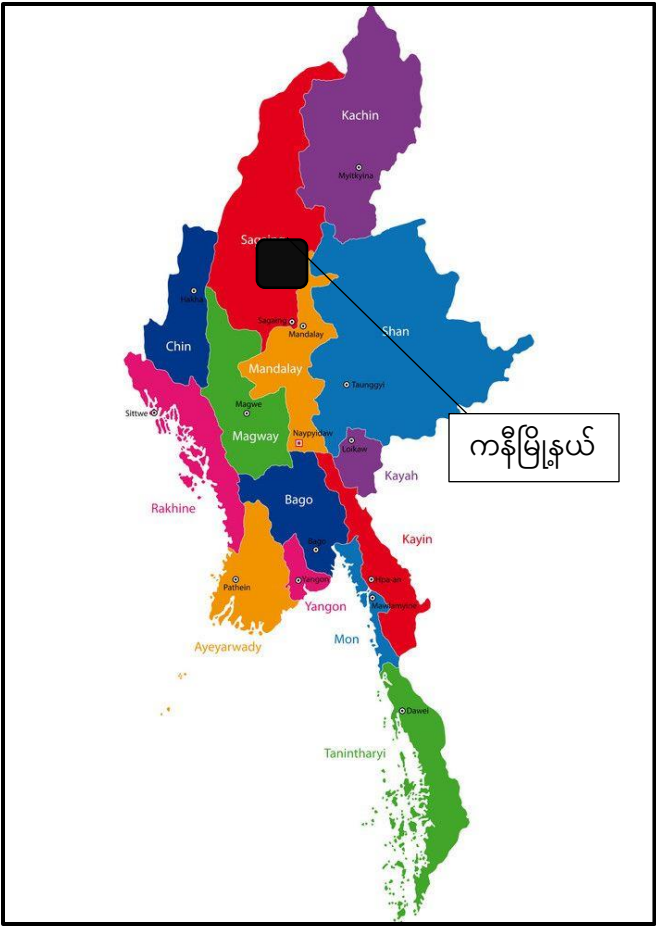 Kachin
Myitkyina
Hakha
Sagaing
Mandalay
Shan
Chin
Mandalay
Taunggyi
Magwe
Sittwe
ကနီမြို့နယ်
Naypyidaw
Magway
Loikaw
Kayah
Bago
Rakhine
Kayin
Bago
Pathein
Yangon
Hpa-an
Mawlamyine
Yangon
Mon
Ayeyarwady
Dawei
Tanintharyi